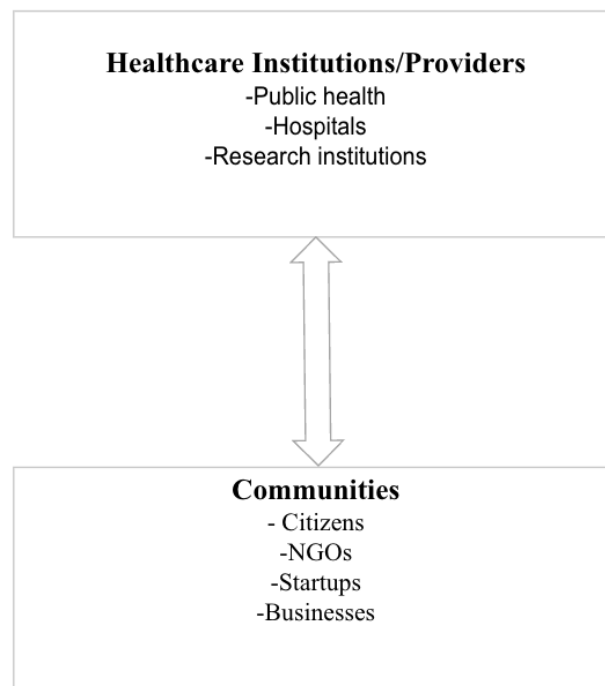 Healthcare Institutions/Providers
-Public health
-Hospitals
-Research institutions
Communities
- Citizens
-NGOs
-Startups
-Businesses